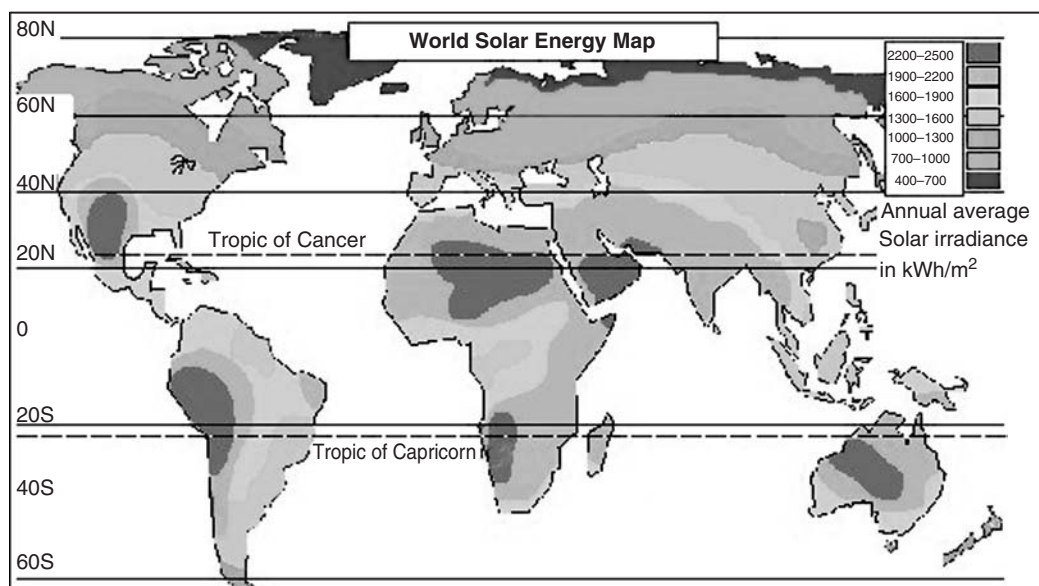 World Solar Energy Map
80N
60N
40N
20N
0
20S
40S
60S
Tropic of Cancer
Tropic of Capricorn
2200–2500
1900–2200
1600–1900
1300–1600
1000–1300
700–1000
400–700
Annual average
Solar irradiance
in kWh/m²